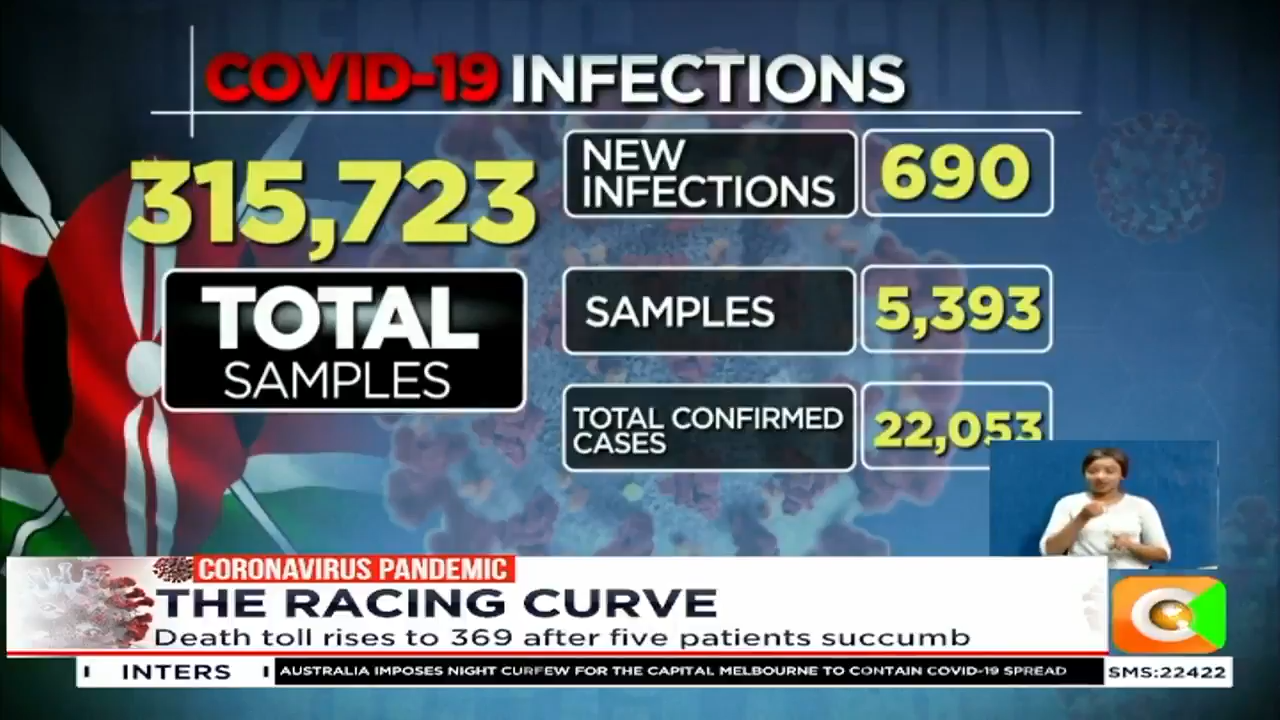 COVID-19 INFECTIONS
315,723
TOTAL
SAMPLES
NEW
INFECTIONS
690
SAMPLES
5,393
TOTAL CONFIRMED
CASES
22,053
CORONAVIRUS PANDEMIC
THE RACING CURVE
Death toll rises to 369 after five patients succumb
INTERS
AUSTRALIA IMPOSES NIGHT CURFEW FOR THE CAPITAL MELBOURNE TO CONTAIN COVID-19 SPREAD
SMS:22422